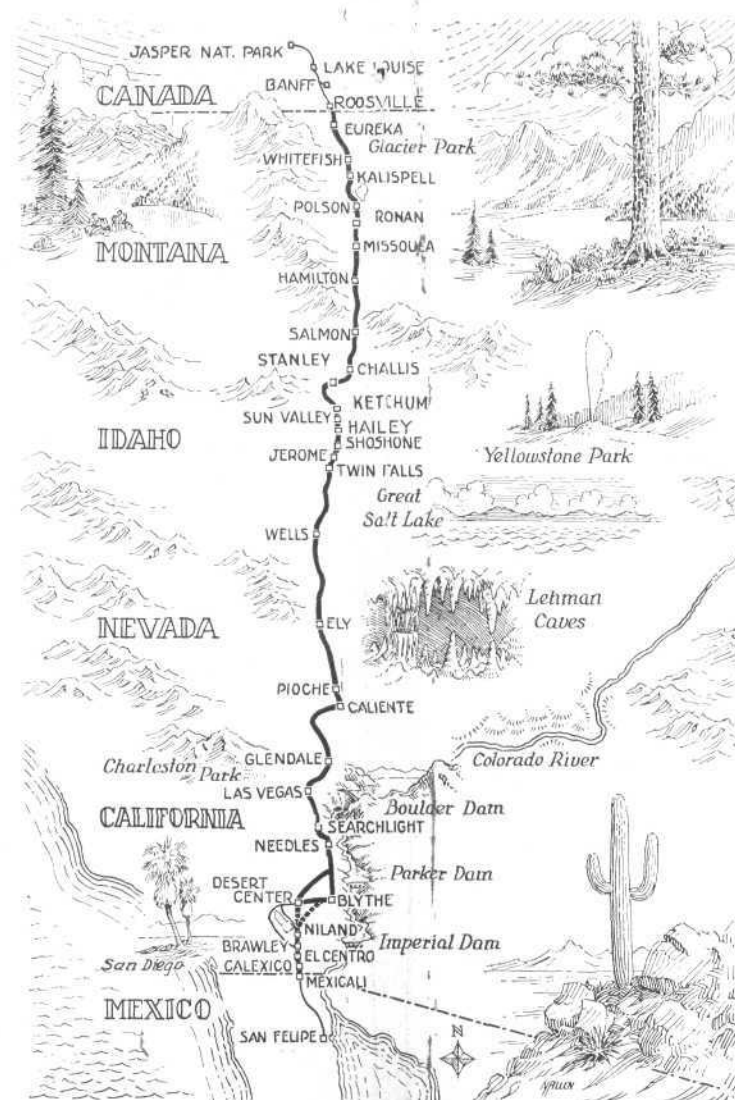 JASPER NAT. PARK
LAKE LOUISE
BANFF
CANADA
ROOSVILLE
EUREKA
Glacier Park
WHITEFISH
KALISPELL
POLSON
RONAN
MONTANA
MISSOULA
HAMILTON
SALMON
STANLEY
CHALLIS
KETCHUM
SUN VALLEY
HAILEY
IDAHO
SHOSHONE
JEROME
Yellowstone Park
TWIN FALLS
Great
Salt Lake
WELLS
Lehman
Caves
NEVADA
ELY
PIOCHE
CALIENTE
GLENDALE
Colorado River
Charleston Park
LAS VEGAS
Boulder Dam
CALIFORNIA
SEARCHLIGHT
NEEDLES
Parker Dam
DESERT
CENTER
BLYTHE
NILAND
Imperial Dam
BRAWLEY
EL CENTRO
San Diego
CALEXICO
MEXICALI
MEXICO
N
SAN FELIPE